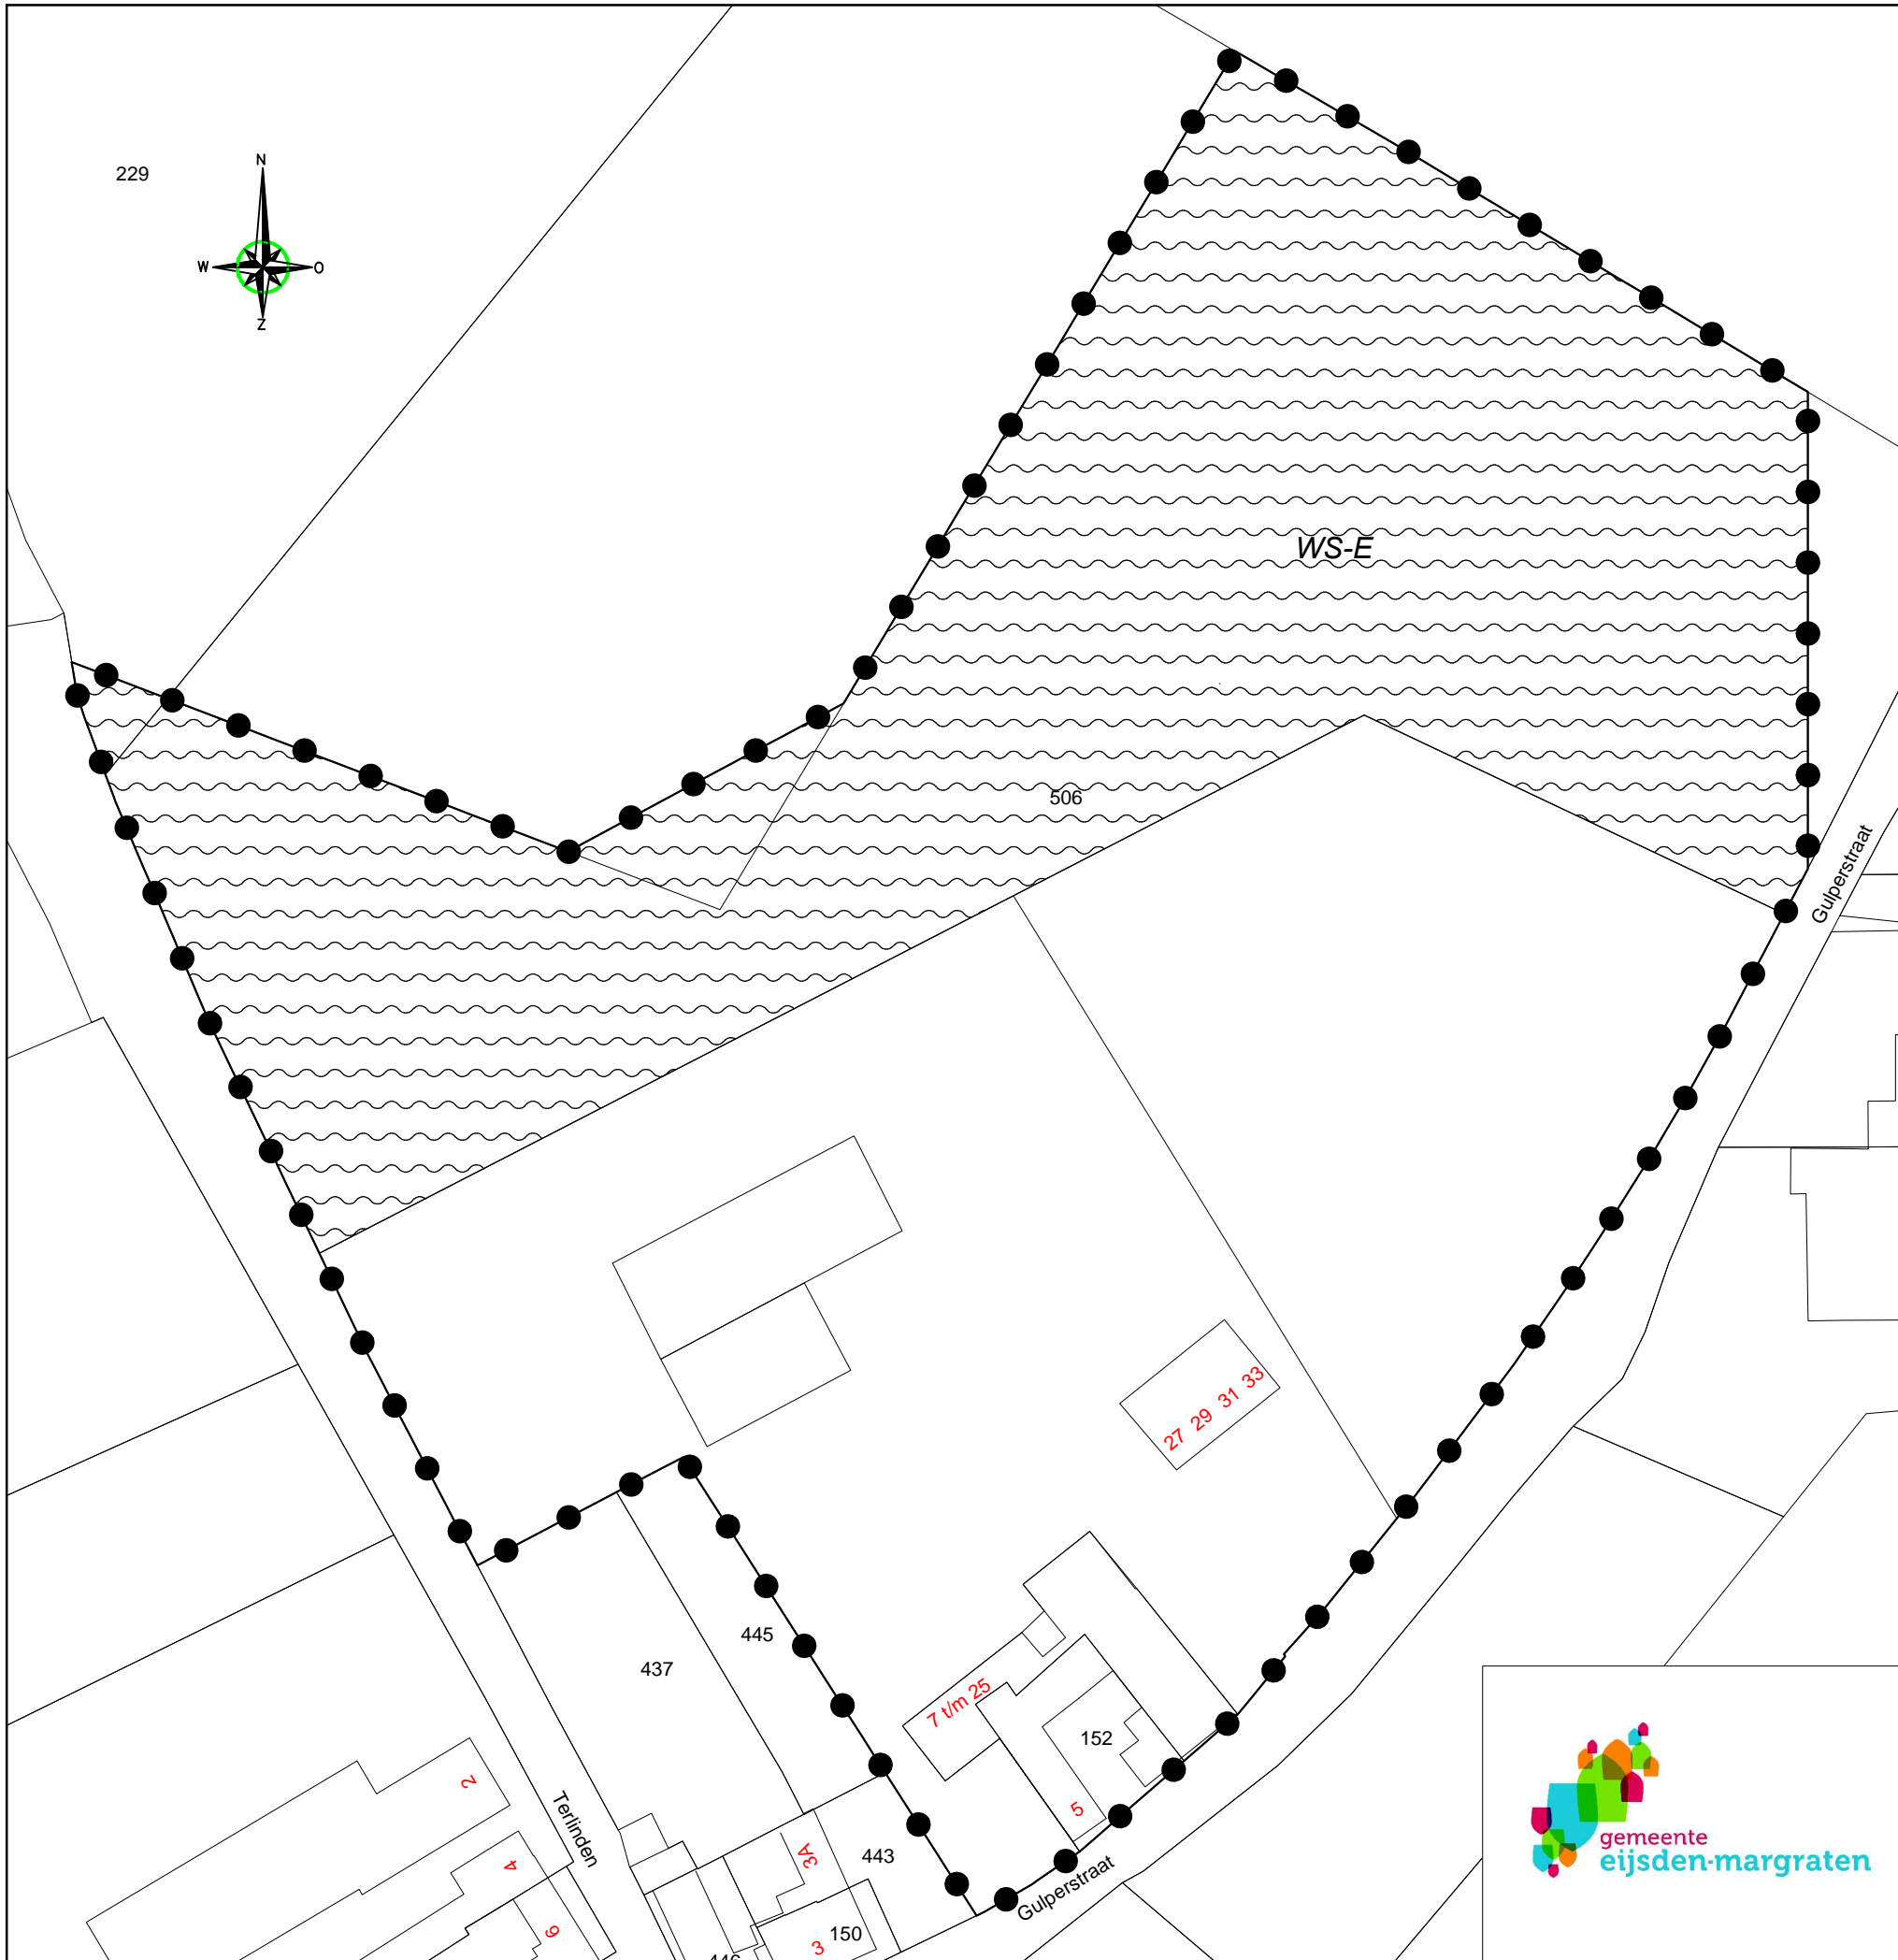 229
N
W
O
Z
WS-E
506
Gulperstraat
27 29 31 33
445
437
7 t/m 25
152
5
2
Terlinden
4
3A
443
Gulperstraat
6
3
150
446
gemeente
eijsden-margraten